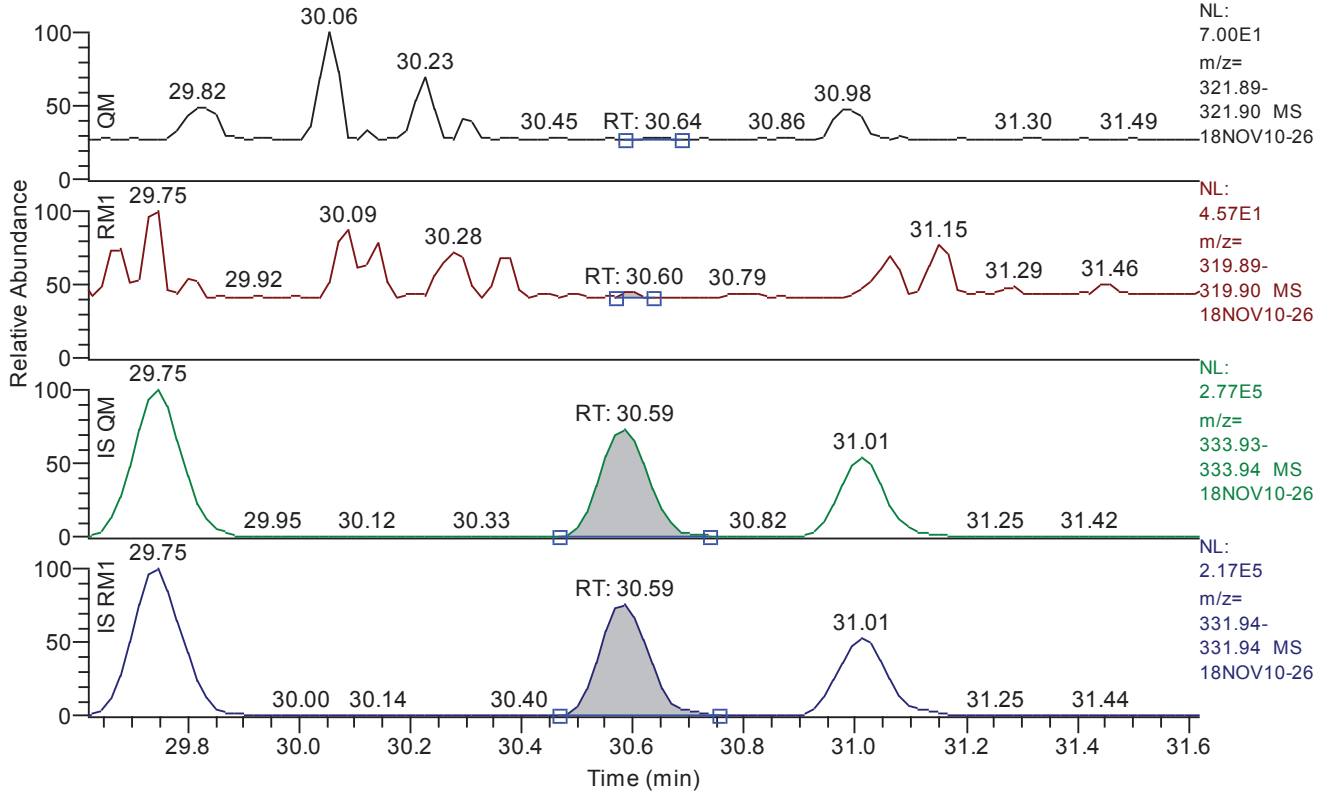 Relative Abundance
QM
100
50
0
29.82
30.06
30.23
30.45
RT: 30.64
30.86
30.98
31.30
31.49
NL:
7.00E1
m/z=
321.89-
321.90 MS
18NOV10-26
RM1
100
50
0
29.75
29.92
30.09
30.28
RT: 30.60
30.79
31.15
31.29
31.46
NL:
4.57E1
m/z=
319.89-
319.90 MS
18NOV10-26
IS QM
100
50
0
29.75
29.95
30.12
30.33
RT: 30.59
30.82
31.01
31.25
31.42
NL:
2.77E5
m/z=
333.93-
333.94 MS
18NOV10-26
IS RM1
100
50
0
29.75
30.00
30.14
30.40
RT: 30.59
31.01
31.25
31.44
NL:
2.17E5
m/z=
331.94-
331.94 MS
18NOV10-26
29.8 30.0 30.2 30.4 30.6 30.8 31.0 31.2 31.4 31.6
Time (min)